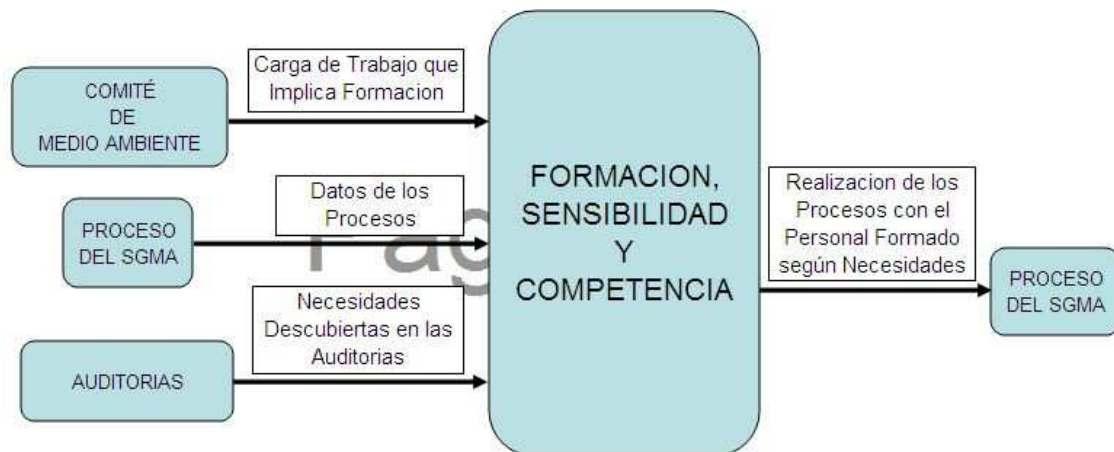 COMITÉ
DE
MEDIO AMBIENTE
Carga de Trabajo que
Implica Formacion
PROCESO
DEL SGMA
Datos de los
Procesos
AUDITORIAS
Necesidades
Descubiertas en las
Auditorias
FORMACION,
SENSIBILIDAD
Y
COMPETENCIA
Realizacion de los
Procesos con el
Personal Formado
según Necesidades
PROCESO
DEL SGMA